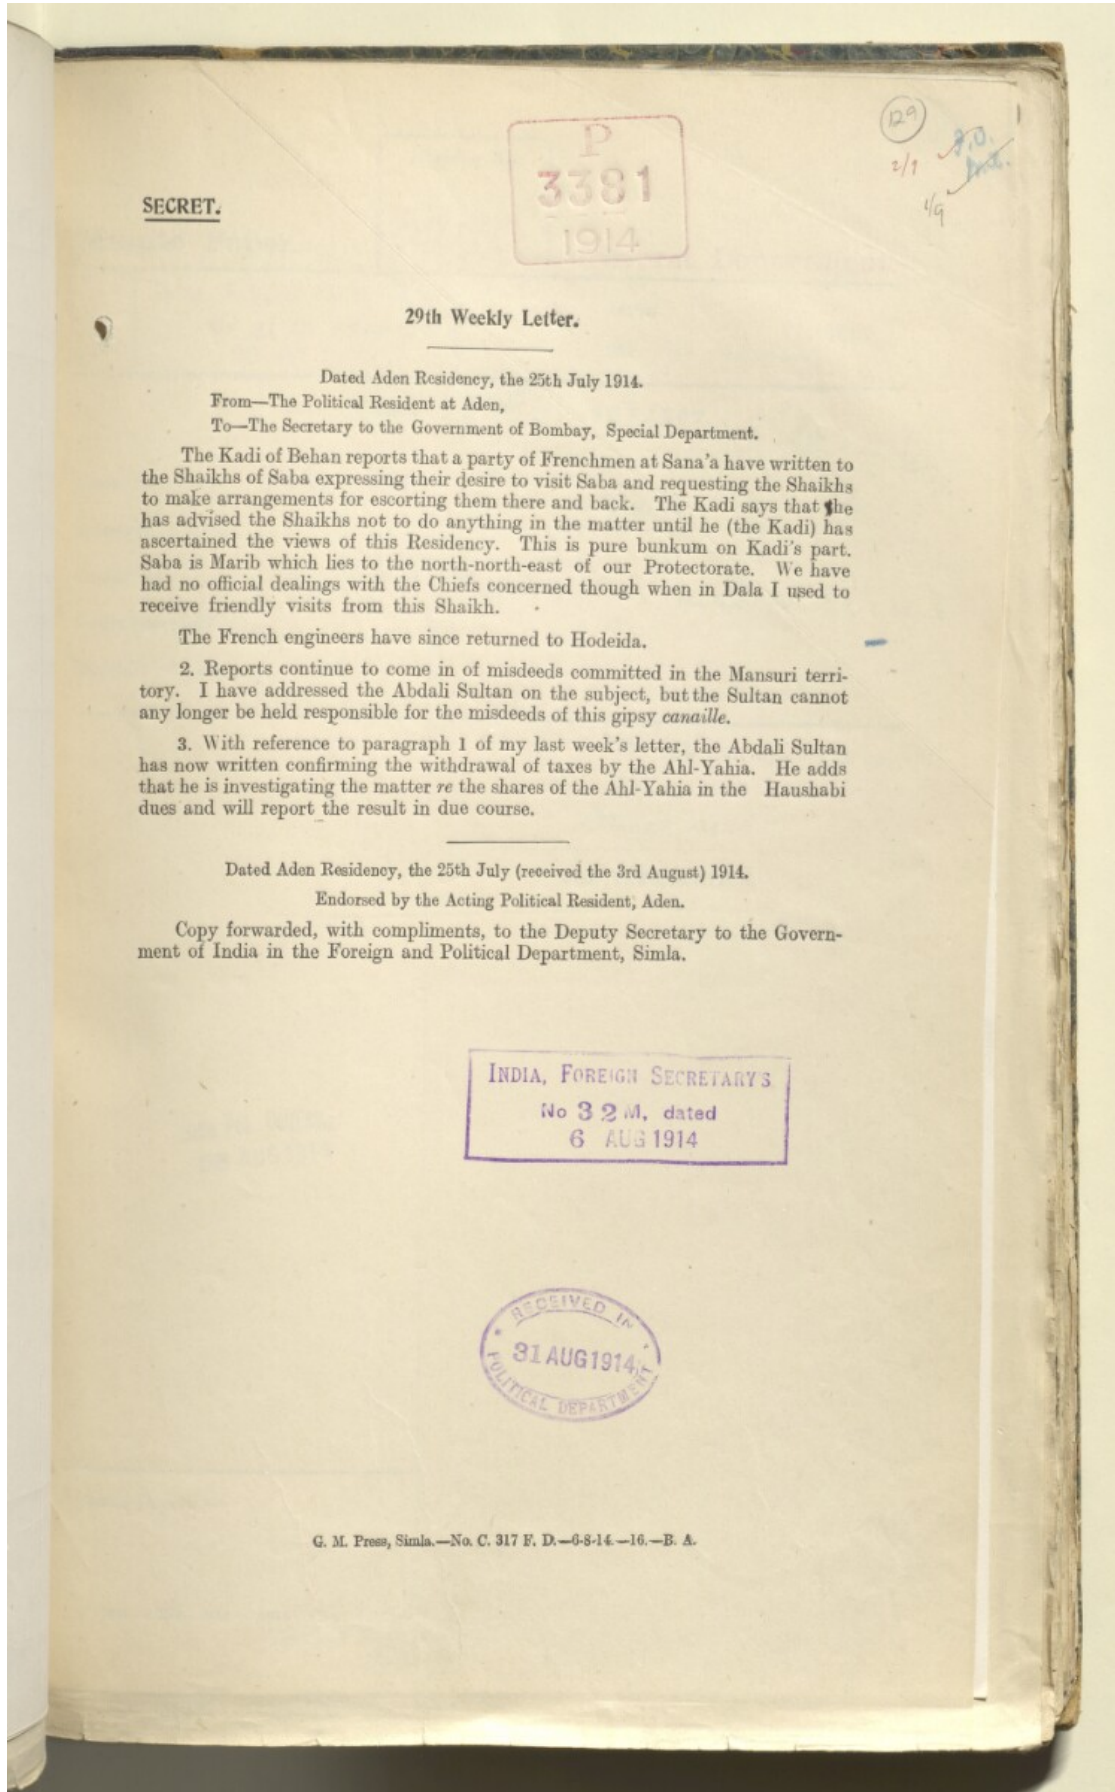 129
P
3381
1914
2/9
1/9
SECRET.
29th Weekly Letter.
Dated Aden Residency, the 25th July 1914.
From—The Political Resident at Aden,
To—The Secretary to the Government of Bombay, Special Department.
The Kadi of Behan reports that a party of Frenchmen at Sana'a have written to
the Shaikhs of Saba expressing their desire to visit Saba and requesting the Shaikhs
to make arrangements for escorting them there and back. The Kadi says that he
has advised the Shaikhs not to do anything in the matter until he (the Kadi) has
ascertained the views of this Residency. This is pure bunkum on Kadi's part.
Saba is Marib which lies to the north-north-east of our Protectorate. We have
had no official dealings with the Chiefs concerned though when in Dala I used to
receive friendly visits from this Shaikh.
The French engineers have since returned to Hodeida.
2. Reports continue to come in of misdeeds committed in the Mansuri terri-
tory. I have addressed the Abdali Sultan on the subject, but the Sultan cannot
any longer be held responsible for the misdeeds of this gipsy canaille.
3. With reference to paragraph 1 of my last week's letter, the Abdali Sultan
has now written confirming the withdrawal of taxes by the Ahl-Yahia. He adds
that he is investigating the matter re the shares of the Ahl-Yahia in the Haushabi
dues and will report the result in due course.
Dated Aden Residency, the 25th July (received the 3rd August) 1914.
Endorsed by the Acting Political Resident, Aden.
Copy forwarded, with compliments, to the Deputy Secretary to the Govern-
ment of India in the Foreign and Political Department, Simla.
INDIA, FOREIGN SECRETARY'S
No 32 M, dated
6 AUG 1914
RECEIVED IN
31 AUG 1914
POLITICAL DEPARTMENT
G. M. Press, Simla.—No. C. 317 F. D.—6-8-14.—16.—B. A.